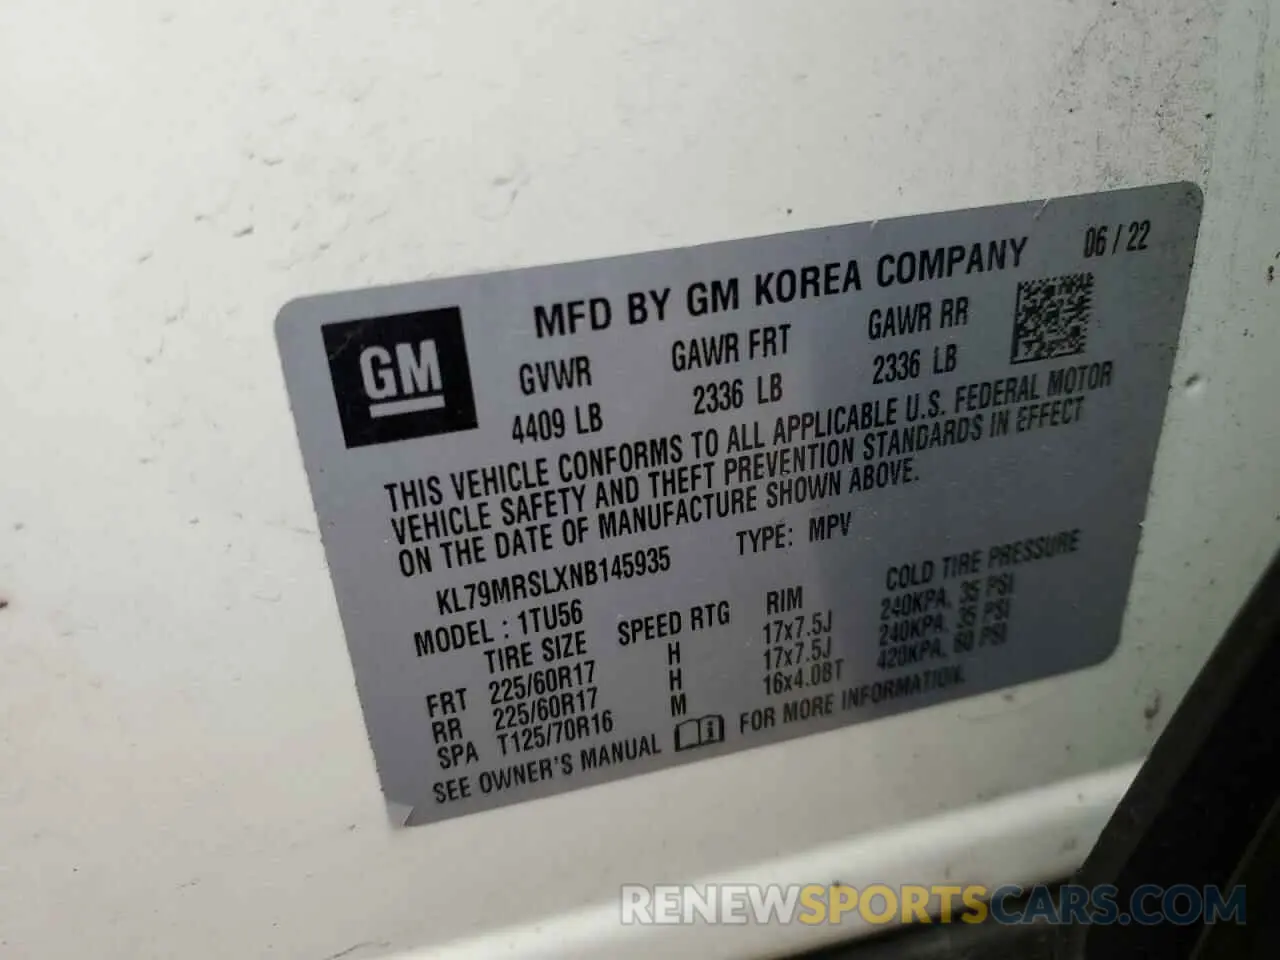 MFD BY GM KOREA COMPANY 06 / 22
GM
GVWR GAWR FRT GAWR RR
4409 LB 2336 LB 2336 LB
THIS VEHICLE CONFORMS TO ALL APPLICABLE U.S. FEDERAL MOTOR
VEHICLE SAFETY AND THEFT PREVENTION STANDARDS IN EFFECT
ON THE DATE OF MANUFACTURE SHOWN ABOVE.
KL79MRSLXNB145935 TYPE: MPV
MODEL : 1TU56
TIRE SIZE SPEED RTG RIM COLD TIRE PRESSURE
FRT 225/60R17 H 17x7.5J 240KPA, 35 PSI
RR 225/60R17 H 17x7.5J 240KPA, 35 PSI
SPA T125/70R16 M 16x4.0BT 420KPA, 60 PSI
SEE OWNER'S MANUAL FOR MORE INFORMATION.
RENEWSPORTSCARS.COM